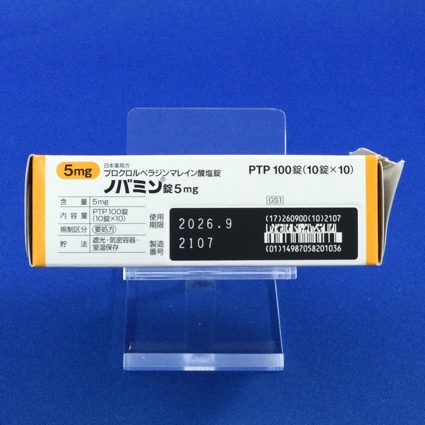 5mg
日本薬局方
プロクロルペラジンマレイン酸塩錠
ノバミン®錠5mg
PTP 100錠(10錠×10)
含 量 5mg
内 容 量 PTP 100錠
(10錠×10)
規制区分 要処方
貯 法 遮光・気密容器・
室温保存
使用
期限
2026.9
製造
番号
2107
GS1
(17)260900(10)2107
(01)14987058201036